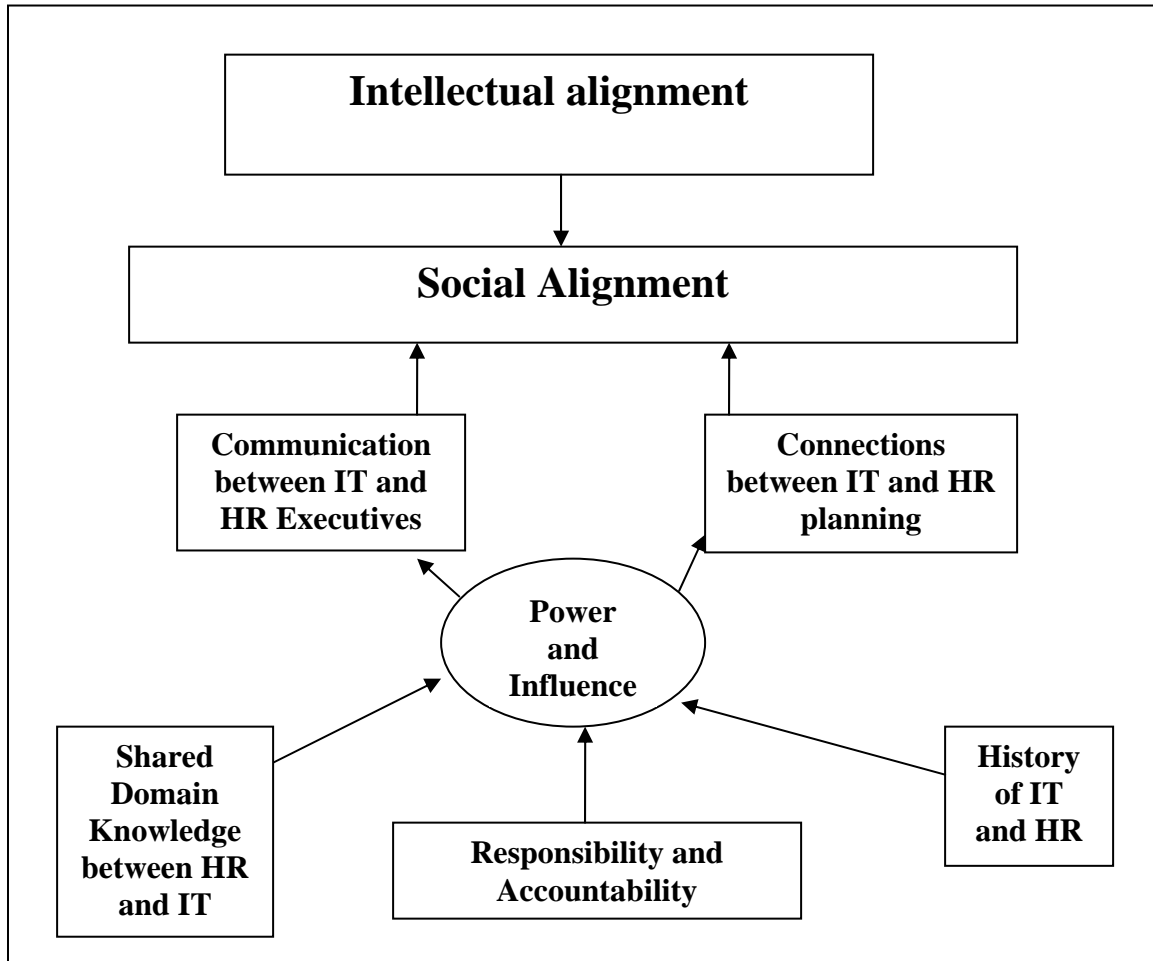 Intellectual alignment
Social Alignment
Communication
between IT and
HR Executives
Connections
between IT and HR
planning
Power
and
Influence
Shared
Domain
Knowledge
between HR
and IT
Responsibility and
Accountability
History
of IT
and HR